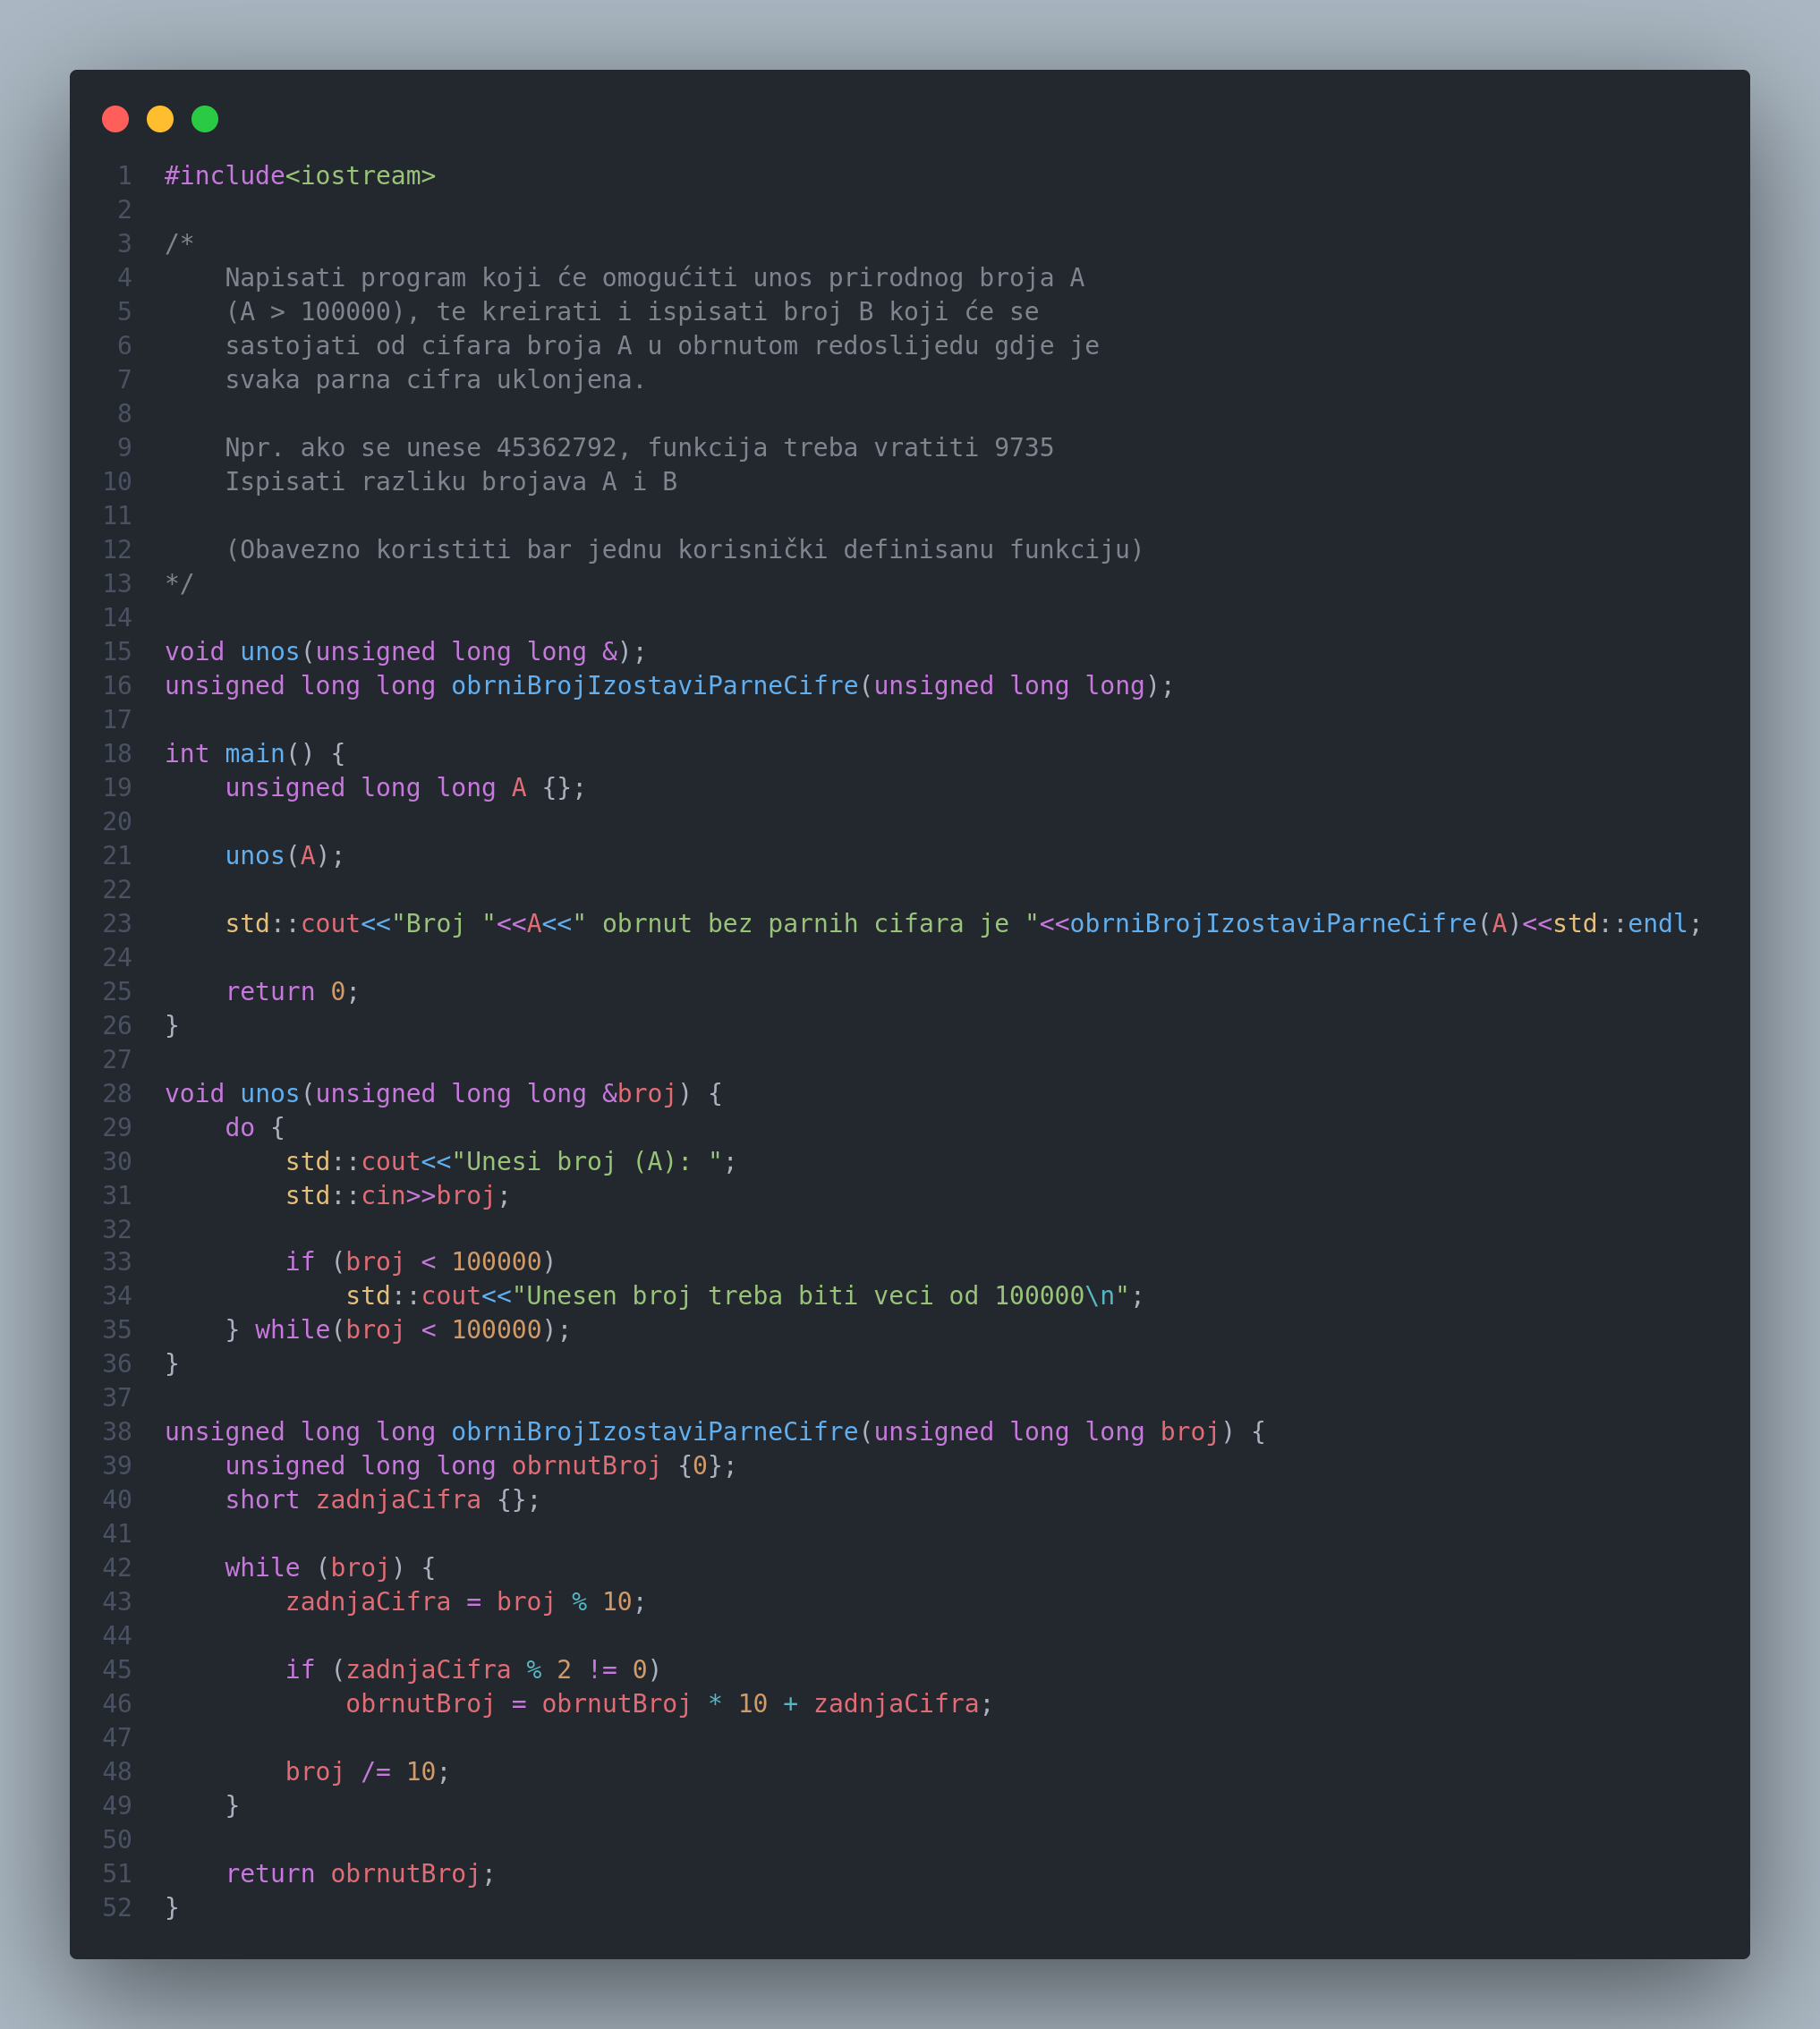 1 #include<iostream>
2
3 /*
4     Napisati program koji će omogućiti unos prirodnog broja A
5     (A > 100000), te kreirati i ispisati broj B koji će se
6     sastojati od cifara broja A u obrnutom redoslijedu gdje je
7     svaka parna cifra uklonjena.
8
9     Npr. ako se unese 45362792, funkcija treba vratiti 9735
10     Ispisati razliku brojava A i B
11
12     (Obavezno koristiti bar jednu korisnički definisanu funkciju)
13 */
14
15 void unos(unsigned long long &);
16 unsigned long long obrniBrojIzostaviParneCifre(unsigned long long);
17
18 int main() {
19     unsigned long long A {};
20
21     unos(A);
22
23     std::cout<<"Broj "<<A<<" obrnut bez parnih cifara je "<<obrniBrojIzostaviParneCifre(A)<<std::endl;
24
25     return 0;
26 }
27
28 void unos(unsigned long long &broj) {
29     do {
30         std::cout<<"Unesi broj (A): ";
31         std::cin>>broj;
32
33         if (broj < 100000)
34             std::cout<<"Unesen broj treba biti veci od 100000\n";
35     } while(broj < 100000);
36 }
37
38 unsigned long long obrniBrojIzostaviParneCifre(unsigned long long broj) {
39     unsigned long long obrnutBroj {0};
40     short zadnjaCifra {};
41
42     while (broj) {
43         zadnjaCifra = broj % 10;
44
45         if (zadnjaCifra % 2 != 0)
46             obrnutBroj = obrnutBroj * 10 + zadnjaCifra;
47
48         broj /= 10;
49     }
50
51     return obrnutBroj;
52 }